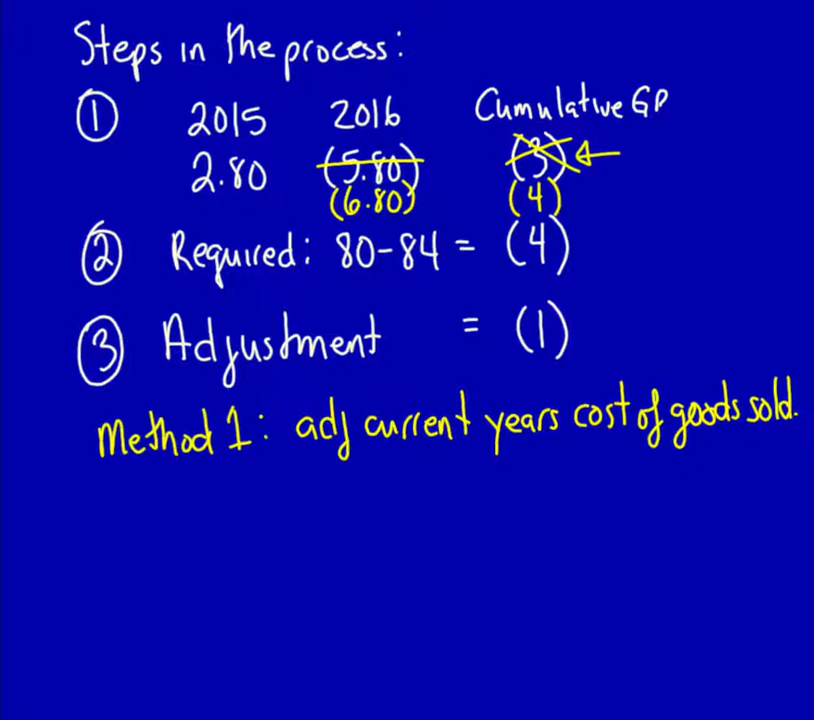 Steps in the process:
① 2015 2016 Cumulative GP
2.80 (5.80) (3) ←
(6.80) (4)
② Required: 80-84 = (4)
③ Adjustment = (1)
Method 1: adj current years cost of goods sold.